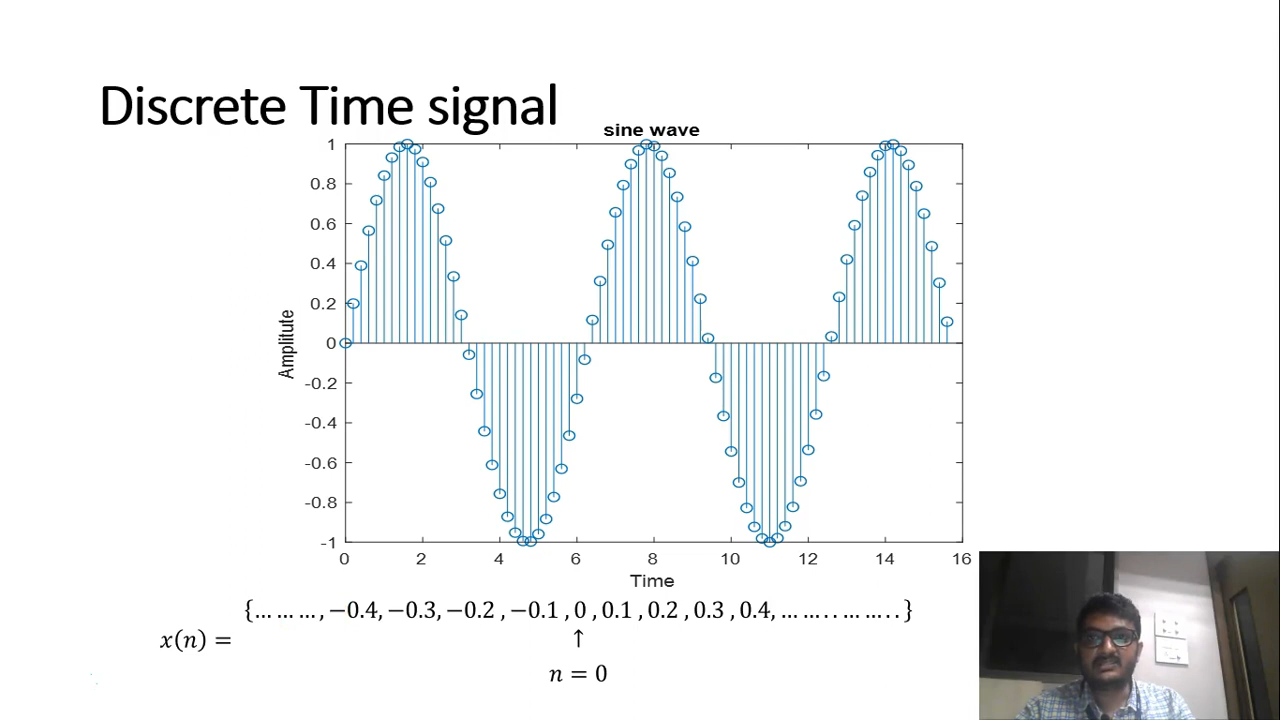 Discrete Time signal
sine wave
1
0.8
0.6
0.4
0.2
0
-0.2
-0.4
-0.6
-0.8
-1
Amplitute
0 2 4 6 8 10 12 14 16
Time
{… … … , −0.4, −0.3, −0.2 , −0.1 , 0 , 0.1 , 0.2 , 0.3 , 0.4, … … . . … … . . }
x(n) =
↑
n = 0